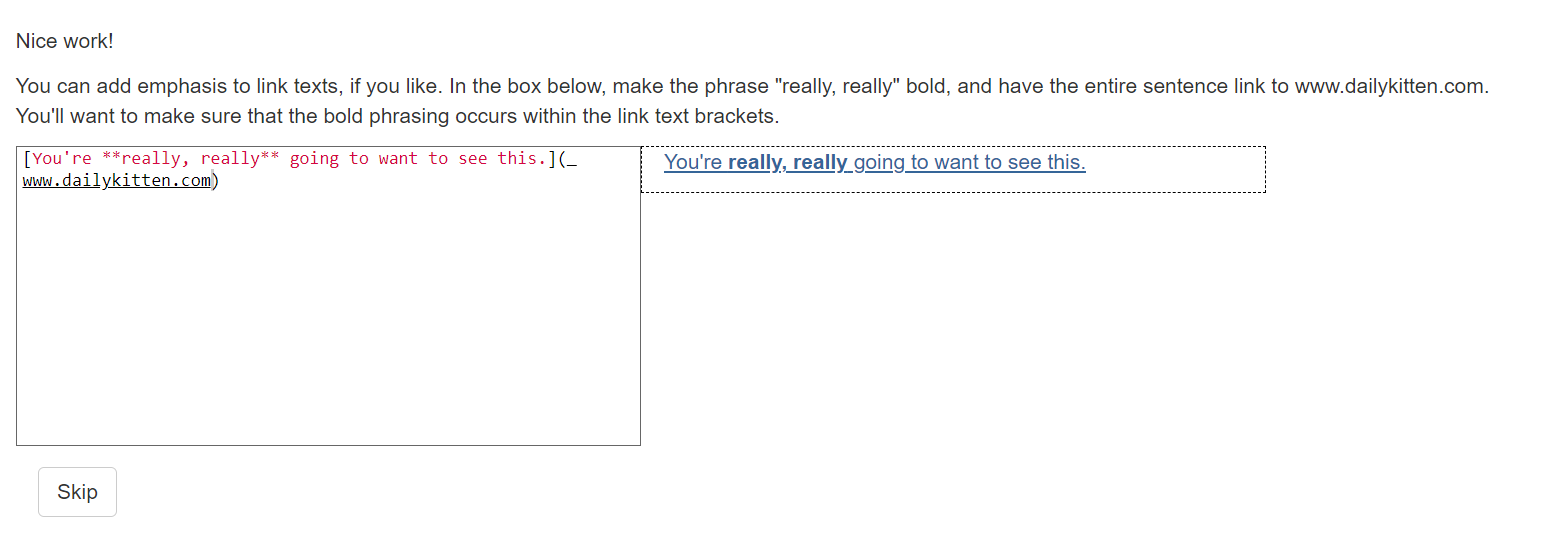 Nice work!
You can add emphasis to link texts, if you like. In the box below, make the phrase "really, really" bold, and have the entire sentence link to www.dailykitten.com.
You'll want to make sure that the bold phrasing occurs within the link text brackets.
[You're **really, really** going to want to see this.](_
www.dailykitten.com)
You're really, really going to want to see this.
Skip